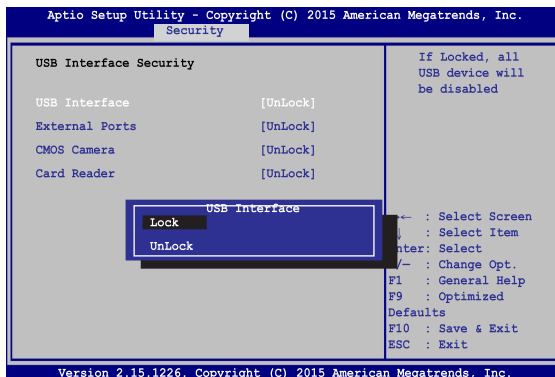 Aptio Setup Utility - Copyright (C) 2015 American Megatrends, Inc.
Security
USB Interface Security
USB Interface [UnLock]
External Ports [UnLock]
CMOS Camera [UnLock]
Card Reader [UnLock]
If Locked, all
USB device will
be disabled
USB Interface
Lock
UnLock
← : Select Screen
↓ : Select Item
nter: Select
/— : Change Opt.
F1 : General Help
F9 : Optimized
Defaults
F10 : Save & Exit
ESC : Exit
Version 2.15.1226. Copyright (C) 2015 American Megatrends, Inc.